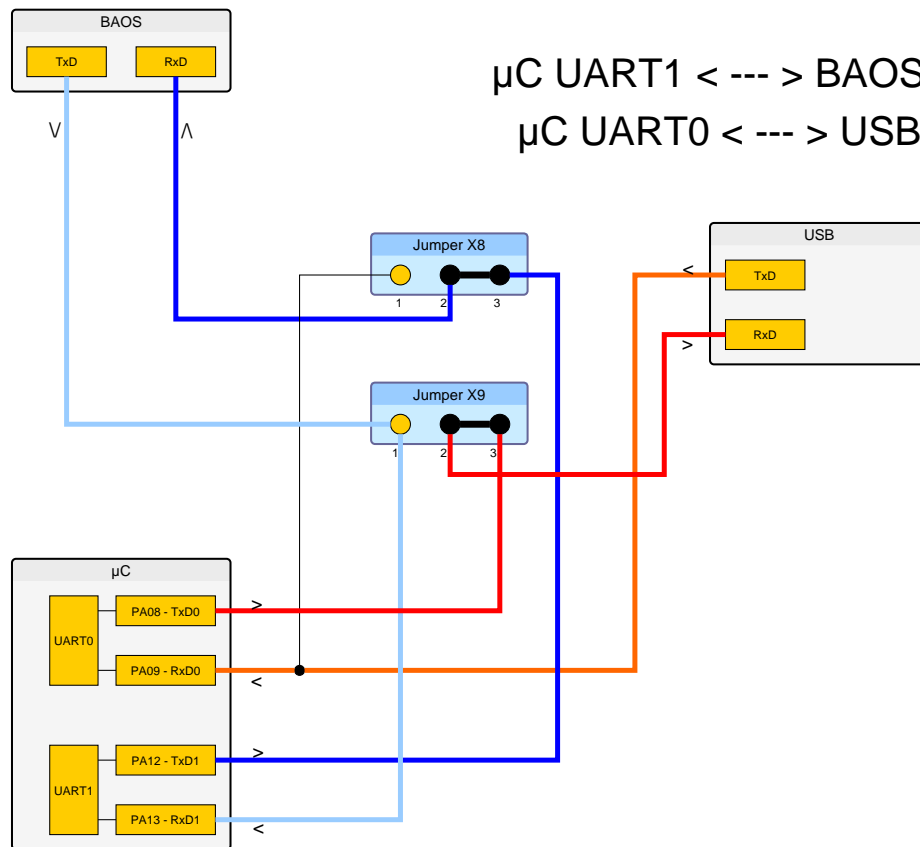 BAOS
TxD
RxD
\/
/\
µC UART1 < --- > BAOS
µC UART0 < --- > USB
Jumper X8
1
2
3
USB
<
TxD
>
RxD
Jumper X9
1
2
3
µC
UART0
PA08 - TxD0
>
PA09 - RxD0
<
UART1
PA12 - TxD1
>
PA13 - RxD1
<